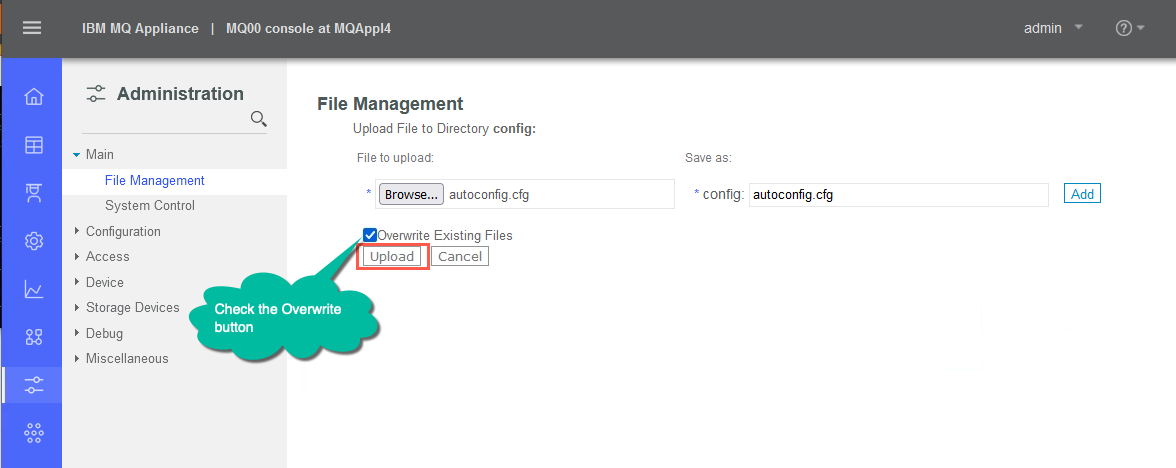 IBM MQ Appliance | MQ00 console at MQAppl4
admin
Administration
Main
File Management
System Control
Configuration
Access
Device
Storage Devices
Debug
Miscellaneous
File Management
Upload File to Directory config:
File to upload: Save as:
* Browse... autoconfig.cfg * config: autoconfig.cfg Add
Overwrite Existing Files
Upload Cancel
Check the Overwrite
button